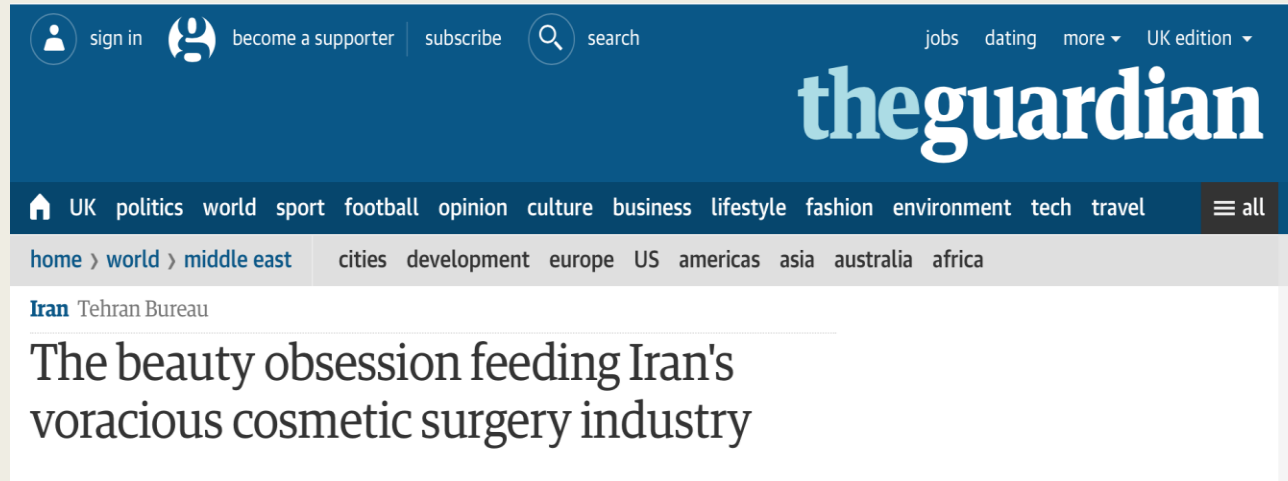 sign in become a supporter subscribe search jobs dating more UK edition
theguardian
UK politics world sport football opinion culture business lifestyle fashion environment tech travel all
home › world › middle east cities development europe US americas asia australia africa
Iran Tehran Bureau
The beauty obsession feeding Iran's
voracious cosmetic surgery industry